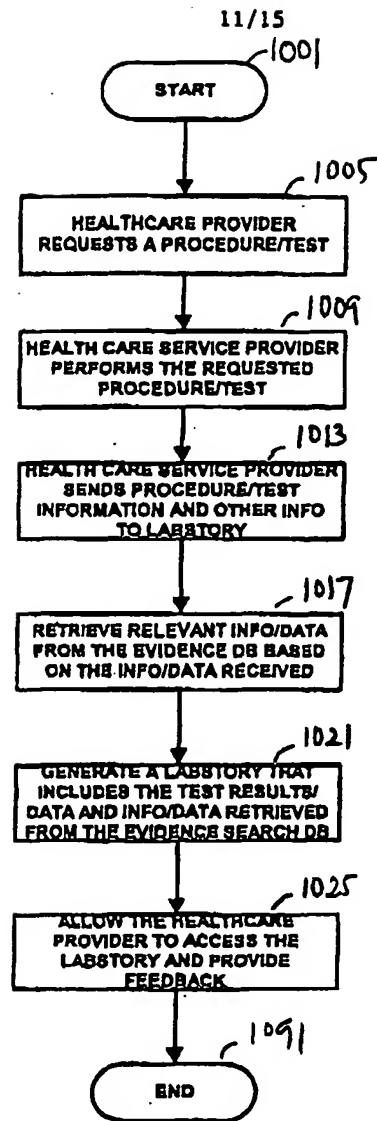 11/15
1001
START
1005
HEALTHCARE PROVIDER
REQUESTS A PROCEDURE/TEST
1009
HEALTH CARE SERVICE PROVIDER
PERFORMS THE REQUESTED
PROCEDURE/TEST
1013
HEALTH CARE SERVICE PROVIDER
SENDS PROCEDURE/TEST
INFORMATION AND OTHER INFO
TO LABSTORY
1017
RETRIEVE RELEVANT INFO/DATA
FROM THE EVIDENCE DB BASED
ON THE INFO/DATA RECEIVED
1021
GENERATE A LABSTORY THAT
INCLUDES THE TEST RESULTS/
DATA AND INFO/DATA RETRIEVED
FROM THE EVIDENCE SEARCH DB
1025
ALLOW THE HEALTHCARE
PROVIDER TO ACCESS THE
LABSTORY AND PROVIDE
FEEDBACK
1091
END